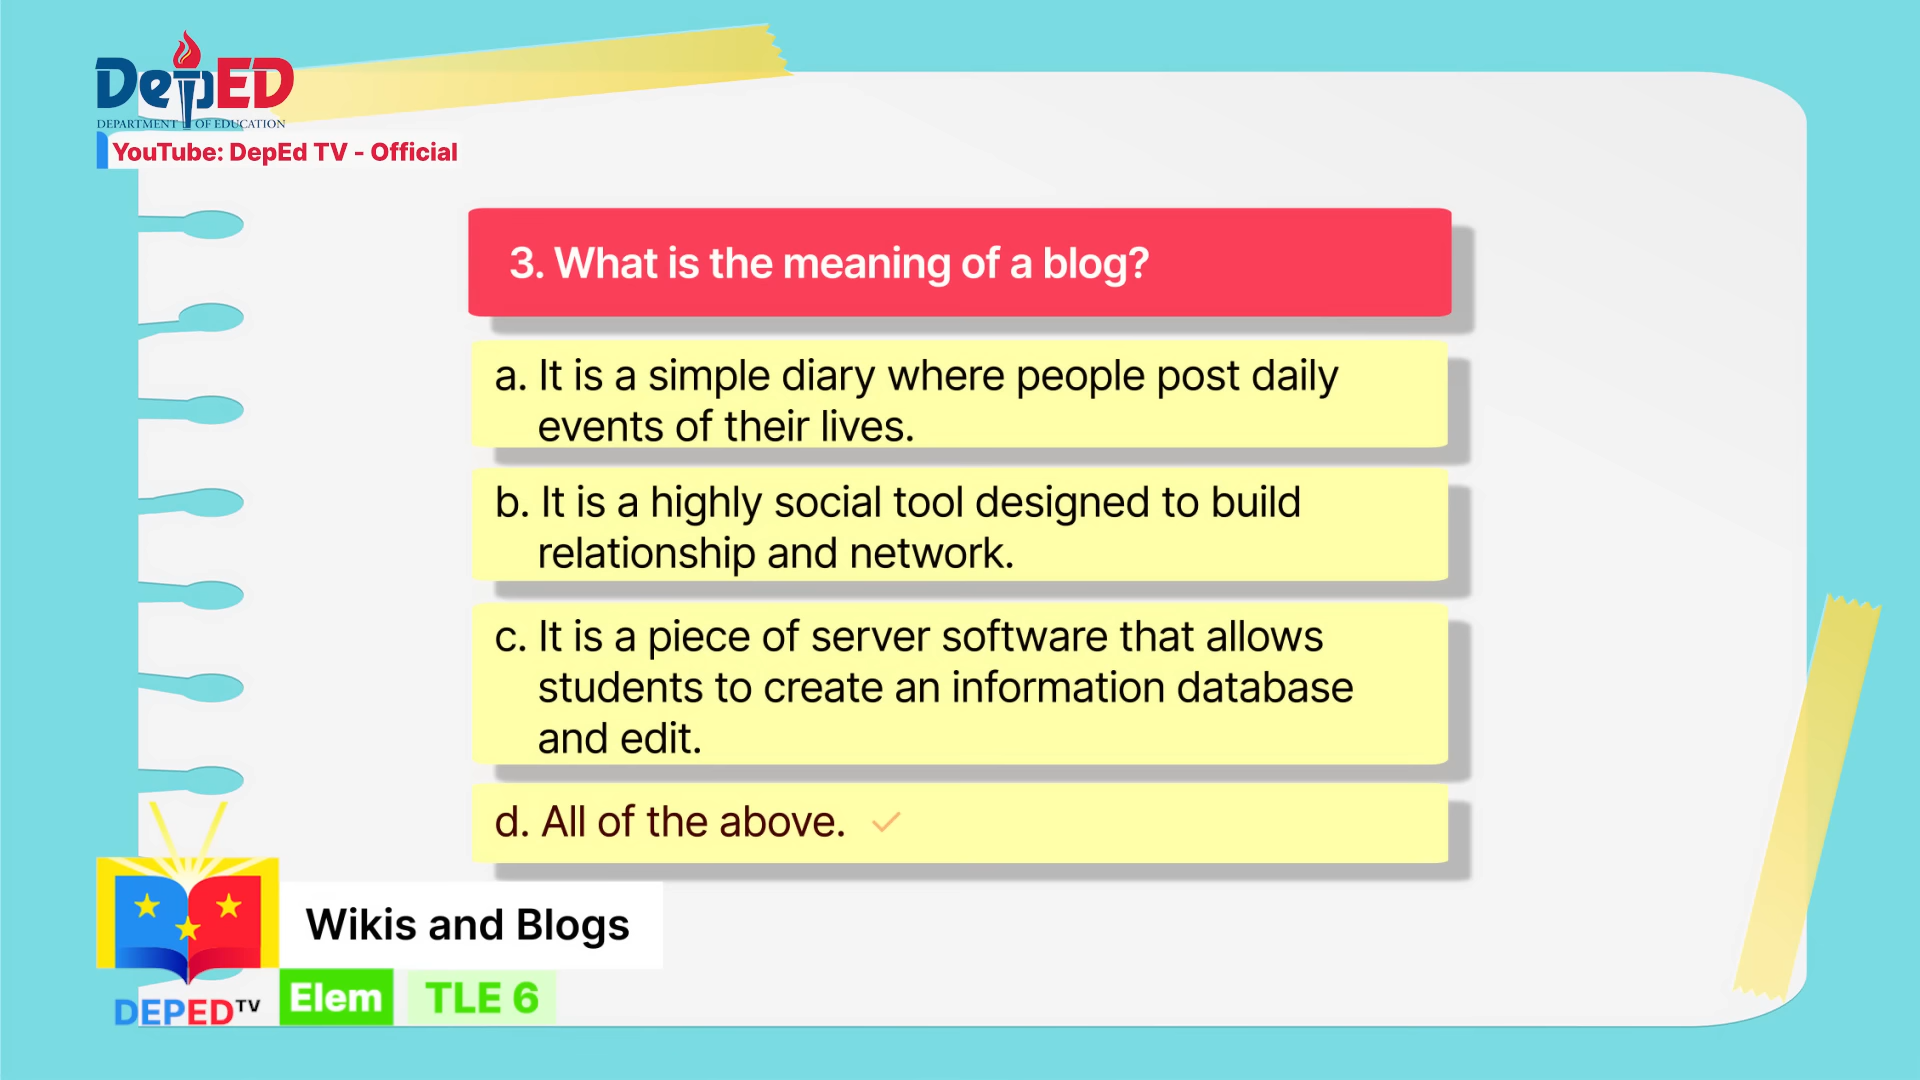 DepED
DEPARTMENT OF EDUCATION
YouTube: DepEd TV - Official
3. What is the meaning of a blog?
a. It is a simple diary where people post daily
events of their lives.
b. It is a highly social tool designed to build
relationship and network.
c. It is a piece of server software that allows
students to create an information database
and edit.
d. All of the above.
Wikis and Blogs
DEPED TV
Elem
TLE 6